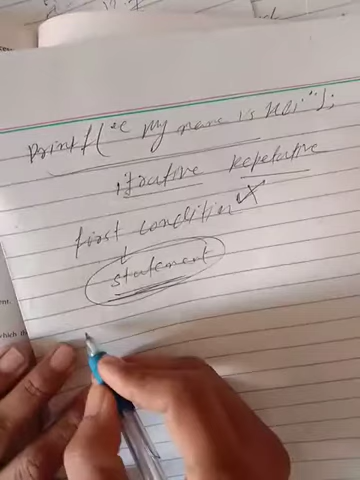 printf(" My name is
iterative Repetative
first condition
statement